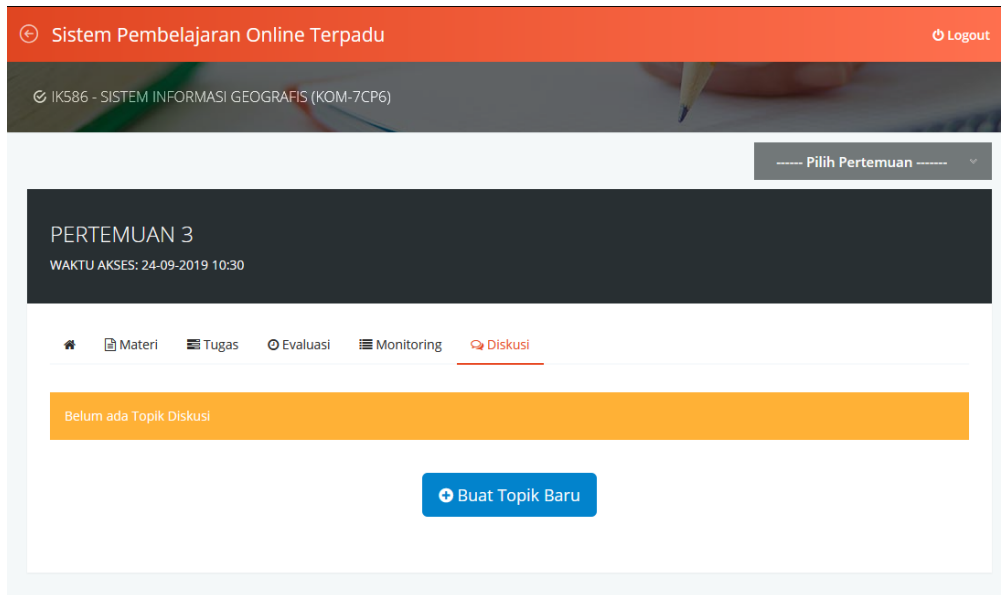 Sistem Pembelajaran Online Terpadu
Logout
IK586 - SISTEM INFORMASI GEOGRAFIS (KOM-7CP6)
------ Pilih Pertemuan -------
PERTEMUAN 3
WAKTU AKSES: 24-09-2019 10:30
Materi Tugas Evaluasi Monitoring Diskusi
Belum ada Topik Diskusi
Buat Topik Baru